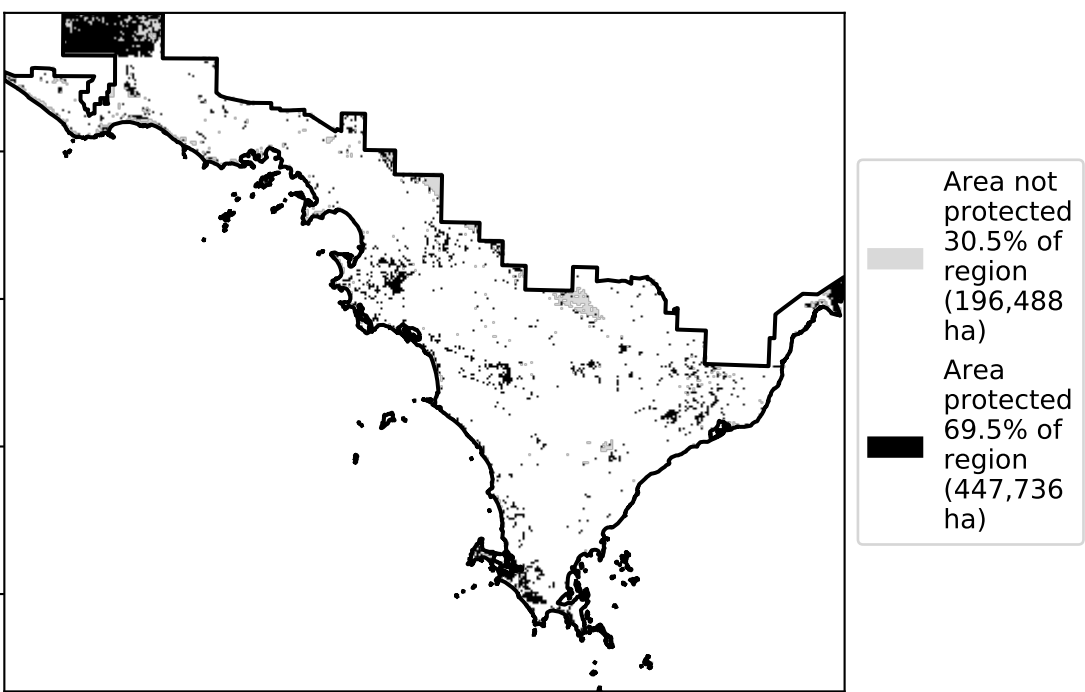 Area not
protected
30.5% of
region
(196,488
ha)
Area
protected
69.5% of
region
(447,736
ha)